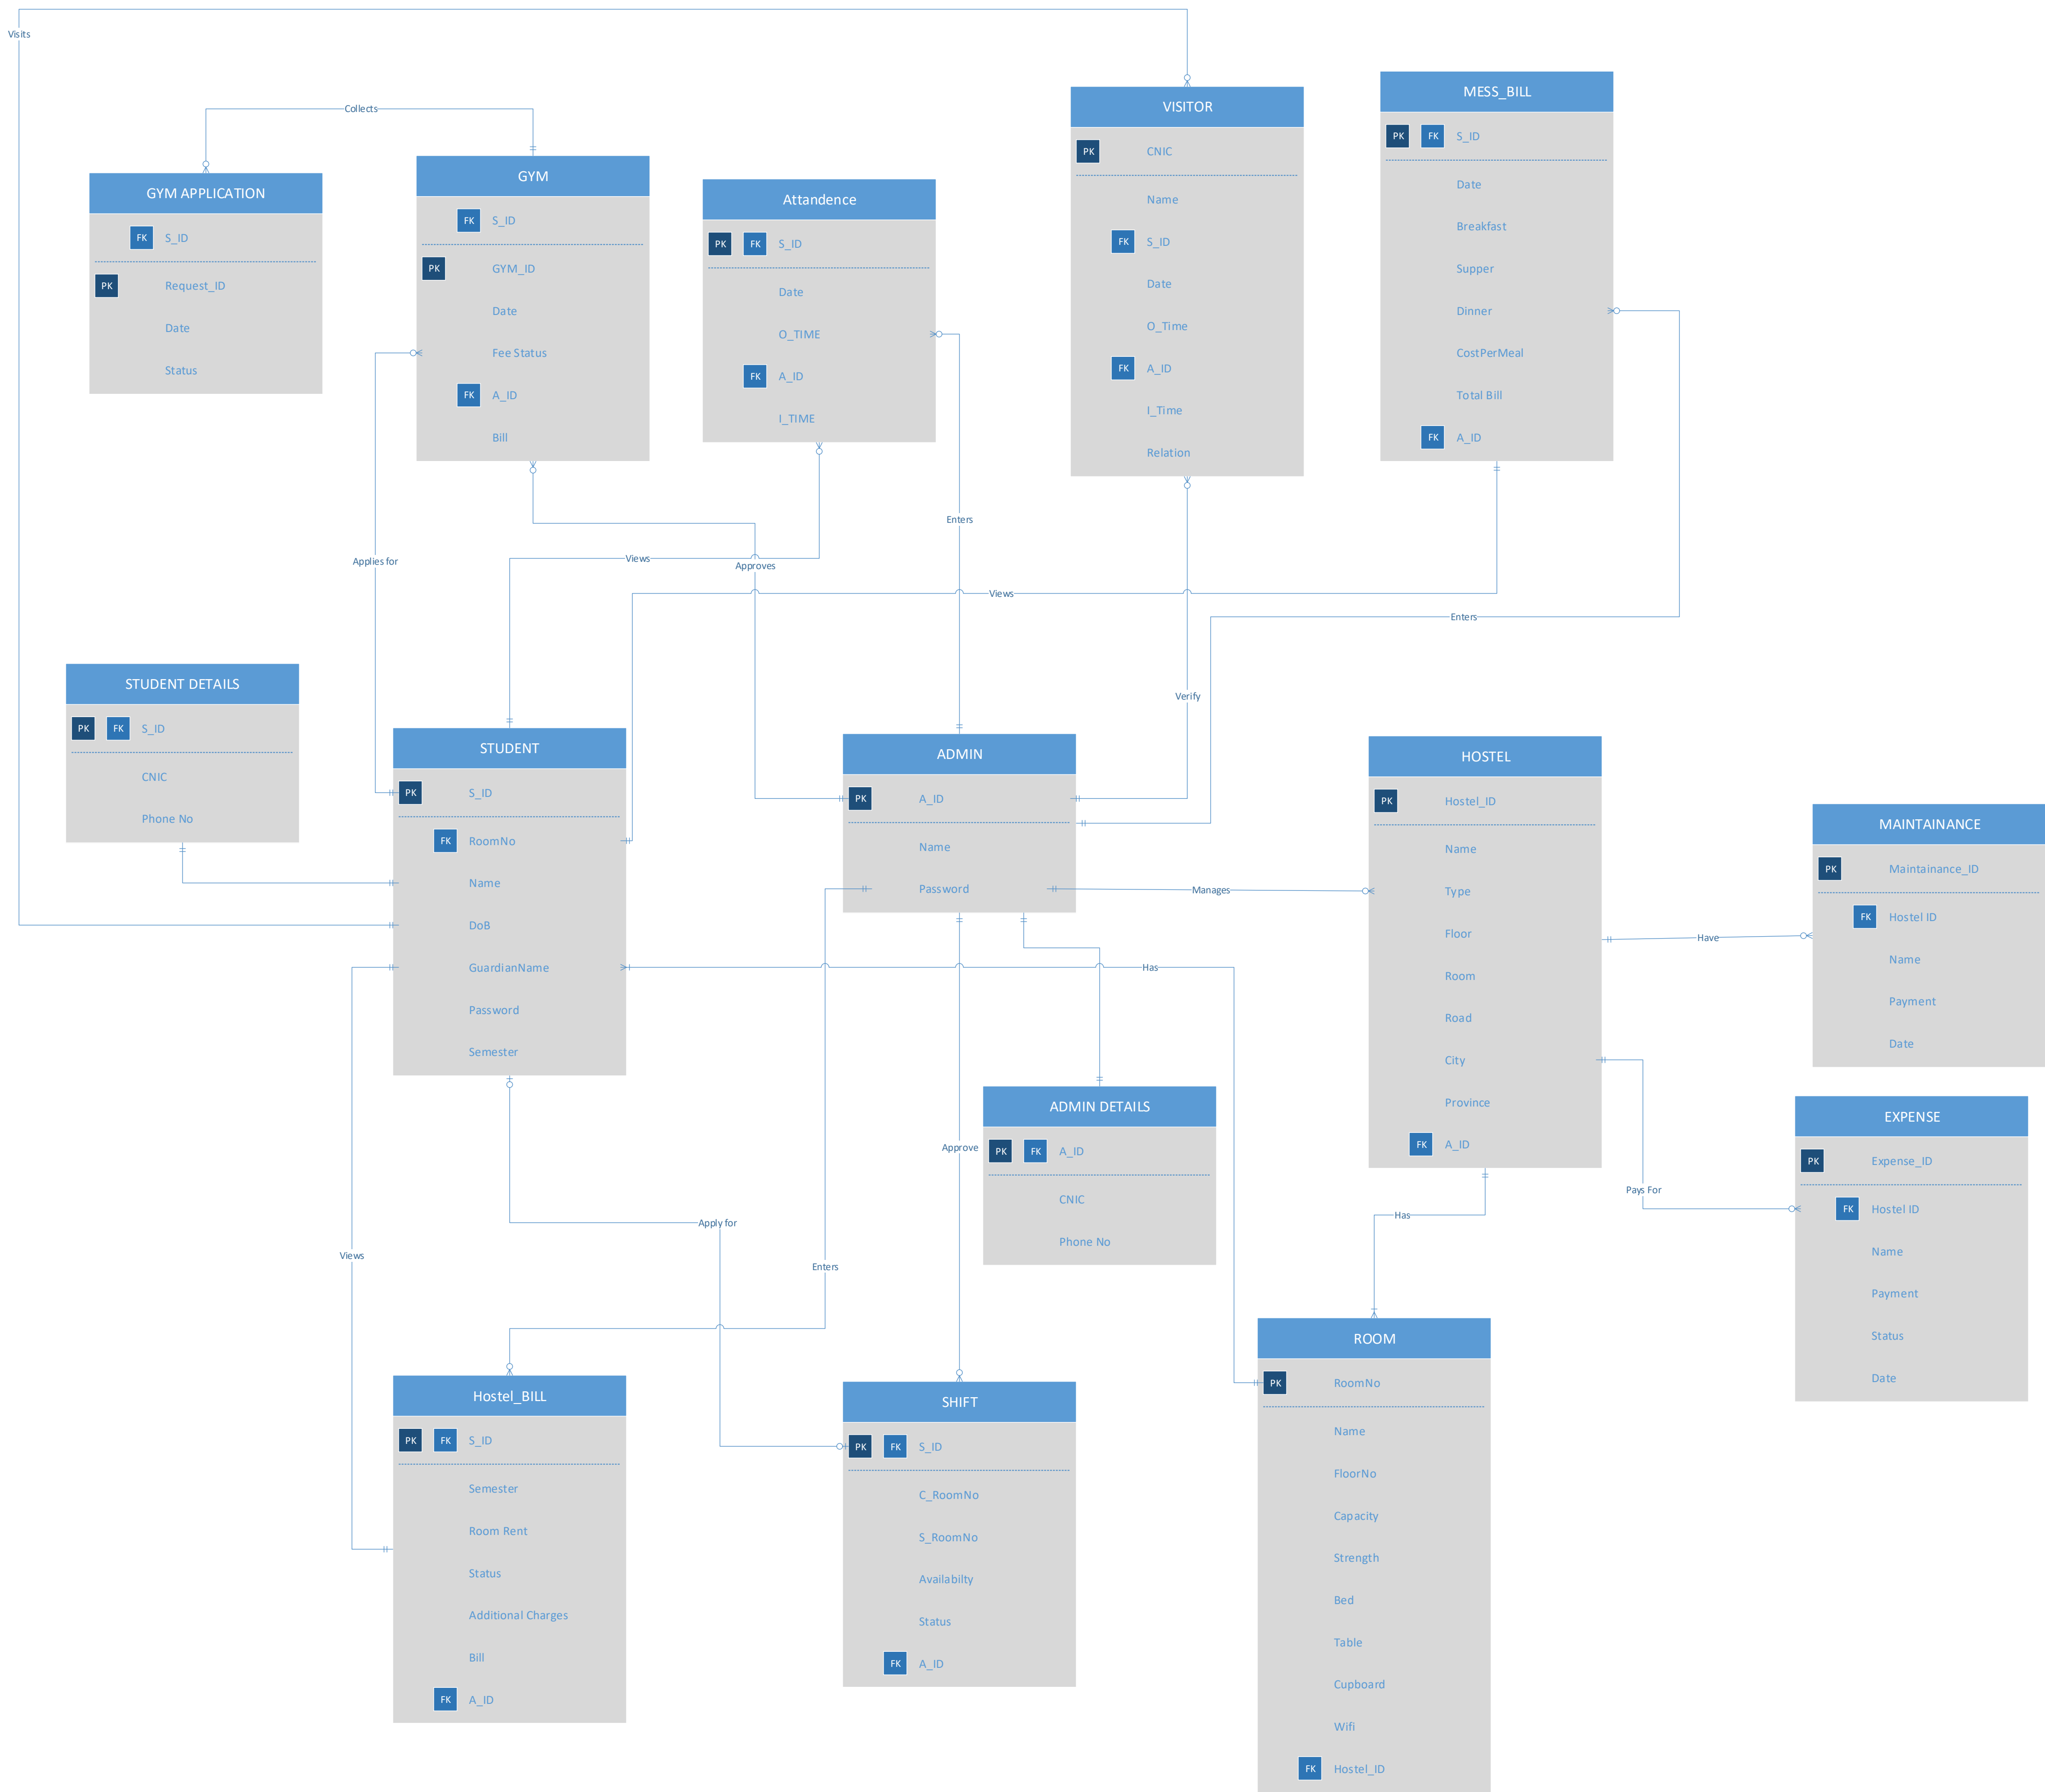 Visits
Collects
GYM APPLICATION
FK S_ID
PK Request_ID
Date
Status
GYM
FK S_ID
PK GYM_ID
Date
Fee Status
FK A_ID
Bill
Attandence
PK FK S_ID
Date
O_TIME
FK A_ID
I_TIME
VISITOR
PK CNIC
Name
FK S_ID
Date
O_Time
FK A_ID
I_Time
Relation
MESS_BILL
PK FK S_ID
Date
Breakfast
Supper
Dinner
CostPerMeal
Total Bill
FK A_ID
Enters
Applies for
Views
Approves
Views
Enters
Verify
STUDENT DETAILS
PK FK S_ID
CNIC
Phone No
STUDENT
PK S_ID
FK RoomNo
Name
DoB
GuardianName
Password
Semester
ADMIN
PK A_ID
Name
Password
Manages
HOSTEL
PK Hostel_ID
Name
Type
Floor
Room
Road
City
Province
FK A_ID
Have
MAINTAINANCE
PK Maintainance_ID
FK Hostel ID
Name
Payment
Date
Has
ADMIN DETAILS
PK FK A_ID
CNIC
Phone No
Approve
Pays For
EXPENSE
PK Expense_ID
FK Hostel ID
Name
Payment
Status
Date
Has
Apply for
Views
Enters
Hostel_BILL
PK FK S_ID
Semester
Room Rent
Status
Additional Charges
Bill
FK A_ID
SHIFT
PK FK S_ID
C_RoomNo
S_RoomNo
Availabilty
Status
FK A_ID
ROOM
PK RoomNo
Name
FloorNo
Capacity
Strength
Bed
Table
Cupboard
Wifi
FK Hostel_ID